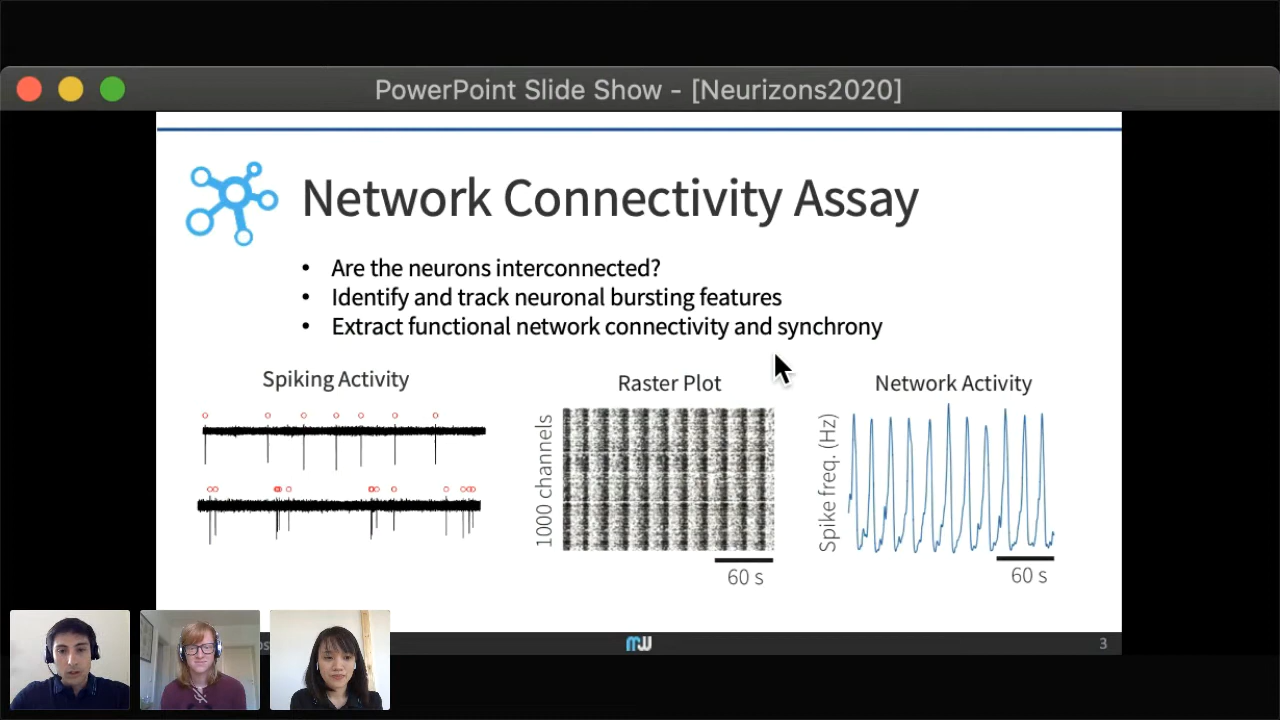 PowerPoint Slide Show - [Neurizons2020]
Network Connectivity Assay
• Are the neurons interconnected?
• Identify and track neuronal bursting features
• Extract functional network connectivity and synchrony
Spiking Activity
Raster Plot
Network Activity
1000 channels
Spike freq. (Hz)
60 s
60 s
MW
3